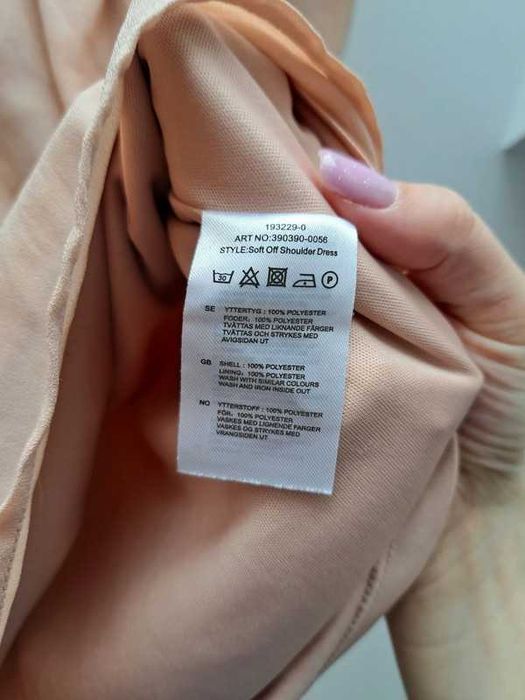 193229-0
ART NO:390390-0056
STYLE:Soft Off Shoulder Dress
30 P
SE YTTERTYG : 100% POLYESTER
FODER: 100% POLYESTER
TVÄTTAS MED LIKNANDE FÄRGER
TVÄTTAS OCH STRYKES MED
AVIGSIDAN UT
GB SHELL : 100% POLYESTER
LINING: 100% POLYESTER
WASH WITH SIMILAR COLOURS
WASH AND IRON INSIDE OUT
NO YTTERSTOFF : 100% POLYESTER
FÔR: 100% POLYESTER
VASKES MED LIGNENDE FARGER
VASKES OG STRYKES MED
VRANGSIDEN UT